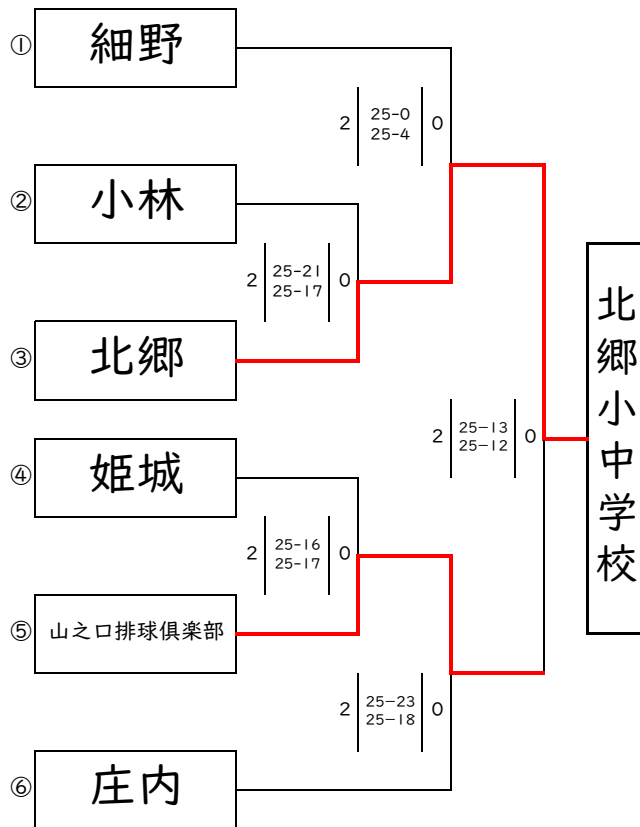 ① 細野
2 25-0 0
25-4
② 小林
2 25-21 0
25-17
③ 北郷
北郷小中学校
2 25-13 0
25-12
④ 姫城
2 25-16 0
25-17
⑤ 山之口排球倶楽部
2 25-23 0
25-18
⑥ 庄内